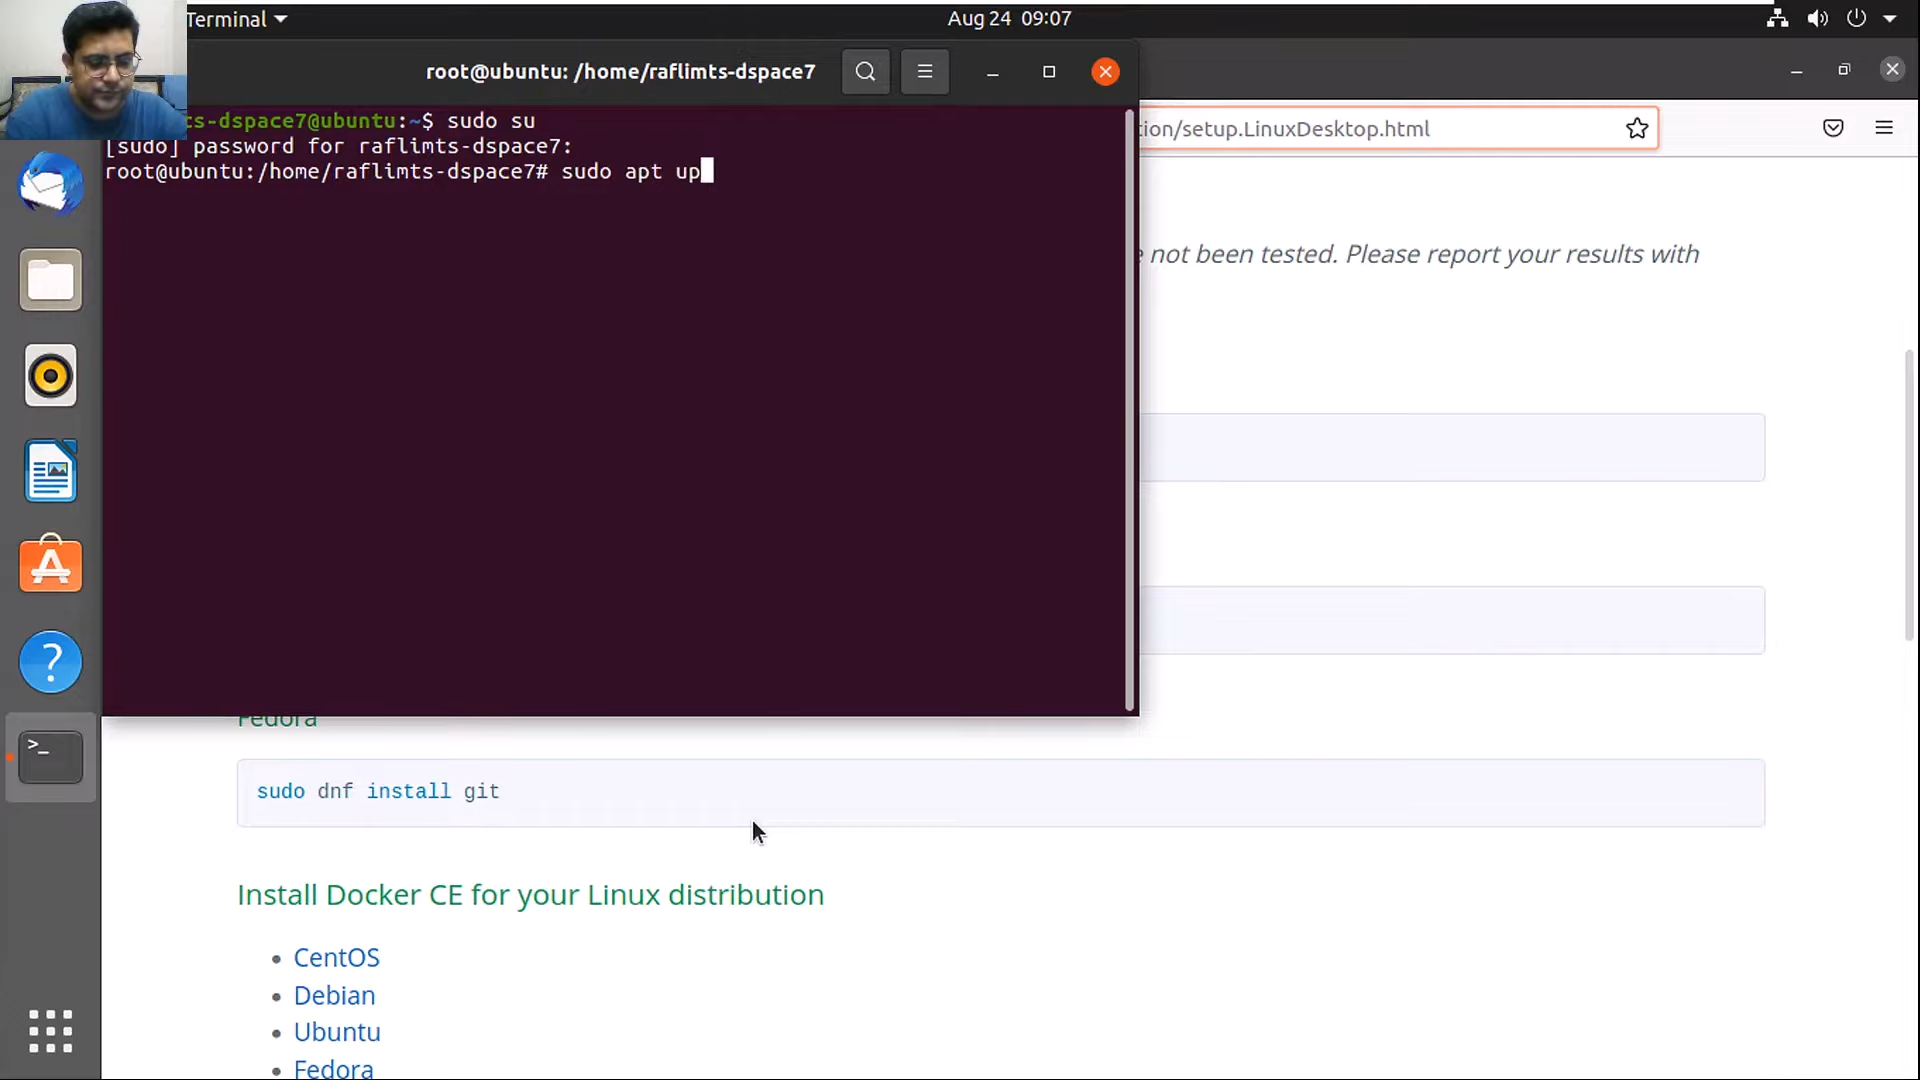 Terminal
Aug 24 09:07
root@ubuntu: /home/raflimts-dspace7
ts-dspace7@ubuntu:~$ sudo su
[sudo] password for raflimts-dspace7:
root@ubuntu:/home/raflimts-dspace7# sudo apt up
tion/setup.LinuxDesktop.html
not been tested. Please report your results with
Fedora
sudo dnf install git
Install Docker CE for your Linux distribution
• CentOS
• Debian
• Ubuntu
• Fedora